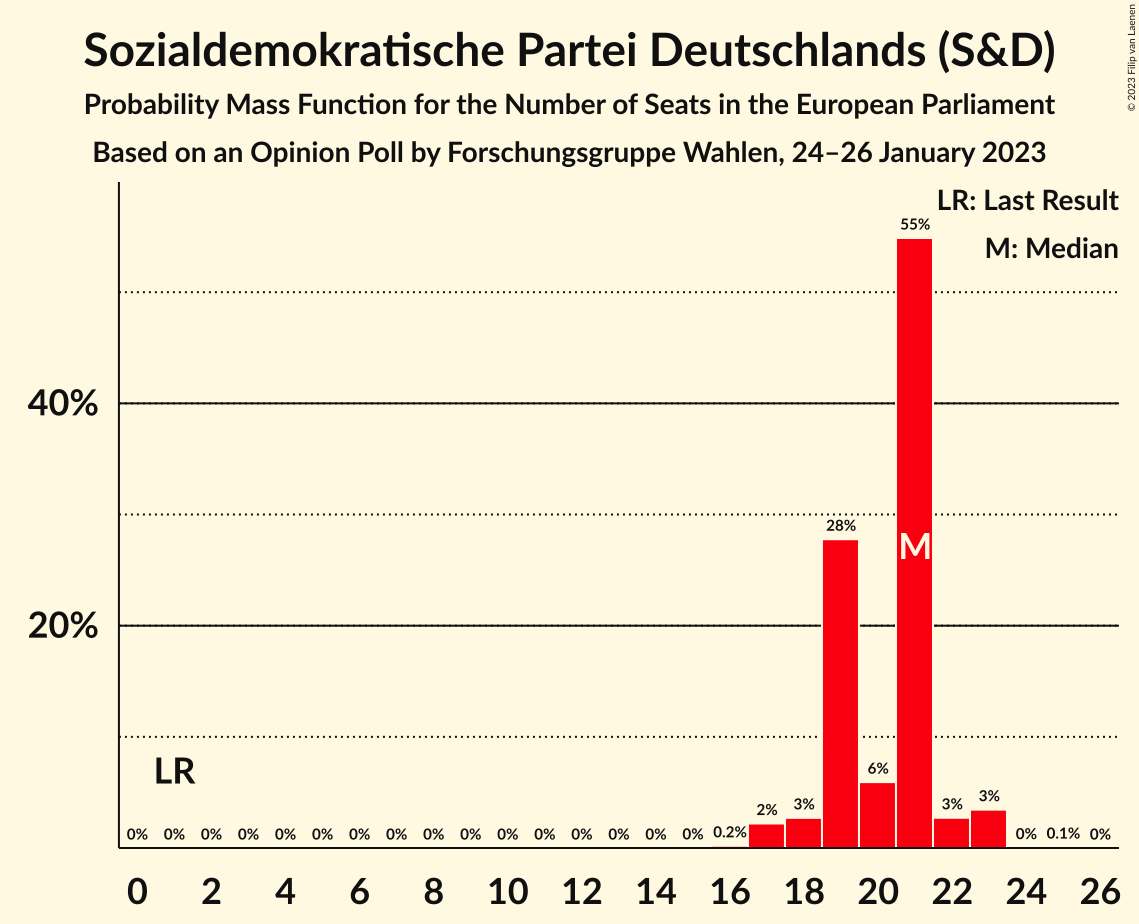 Sozialdemokratische Partei Deutschlands (S&D)
Probability Mass Function for the Number of Seats in the European Parliament
Based on an Opinion Poll by Forschungsgruppe Wahlen, 24–26 January 2023
© 2023 Filip van Laenen
LR: Last Result
M: Median
55%
40%
28%
M
20%
LR
6%
3%
2% 3% 3%
0% 0% 0% 0% 0% 0% 0% 0% 0% 0% 0% 0% 0% 0% 0% 0% 0.2% 0% 0.1% 0%
0 2 4 6 8 10 12 14 16 18 20 22 24 26